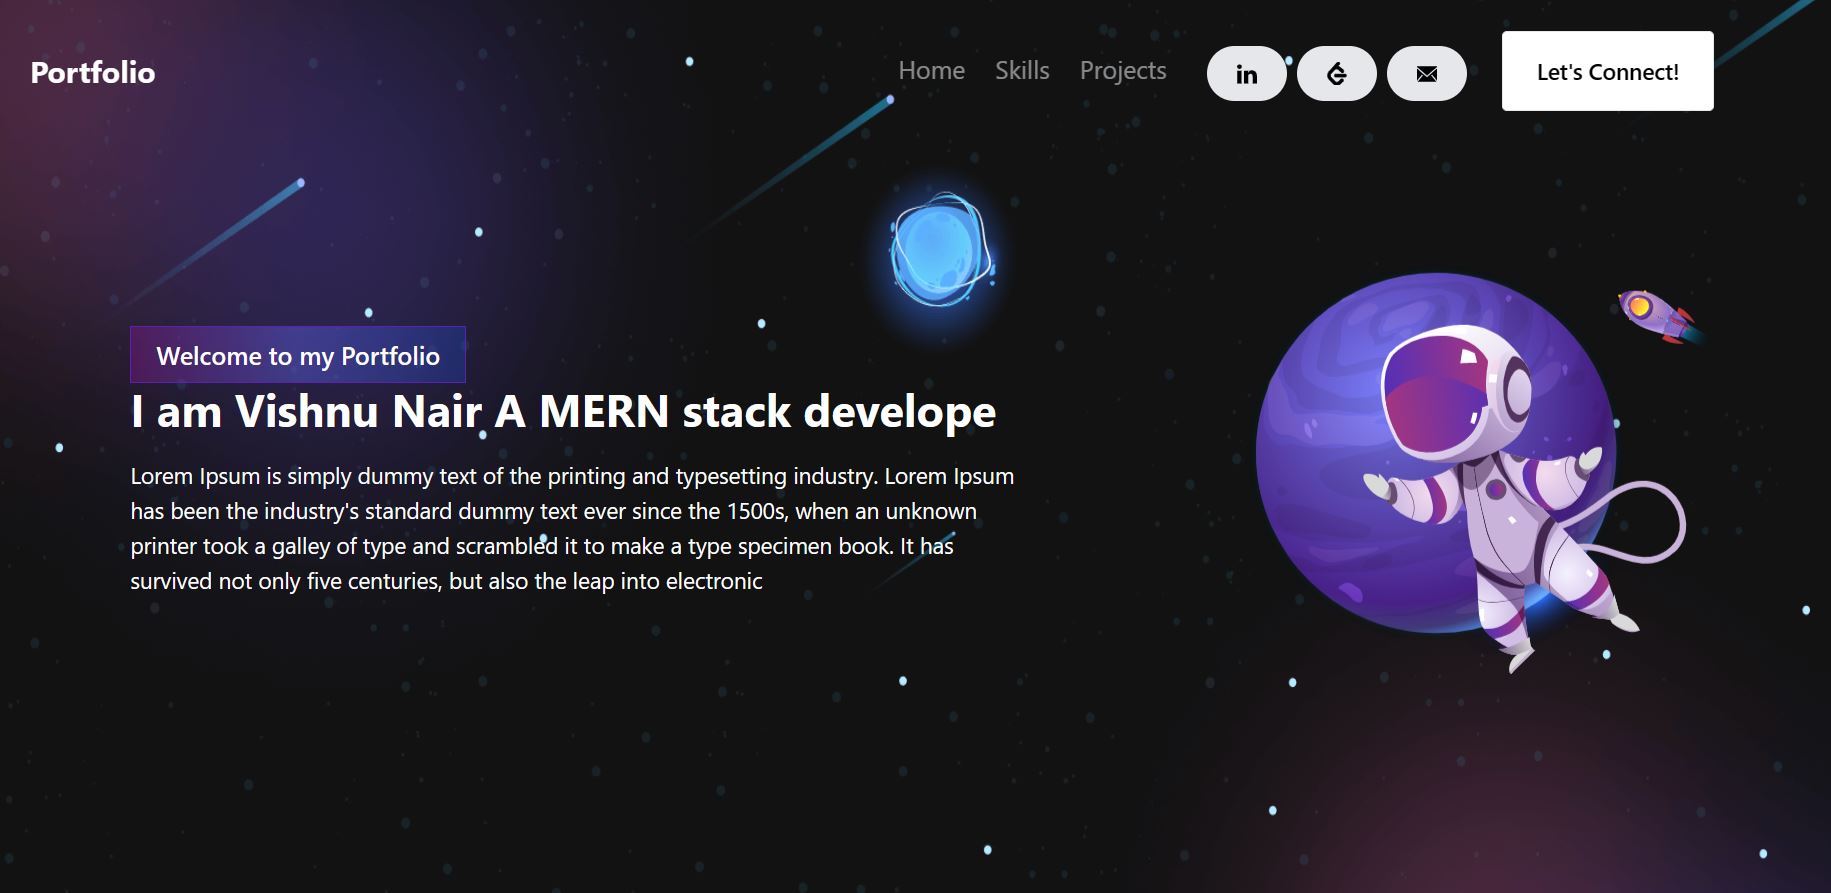 Portfolio
Home Skills Projects
in
Let's Connect!
Welcome to my Portfolio
I am Vishnu Nair A MERN stack develope
Lorem Ipsum is simply dummy text of the printing and typesetting industry. Lorem Ipsum
has been the industry's standard dummy text ever since the 1500s, when an unknown
printer took a galley of type and scrambled it to make a type specimen book. It has
survived not only five centuries, but also the leap into electronic